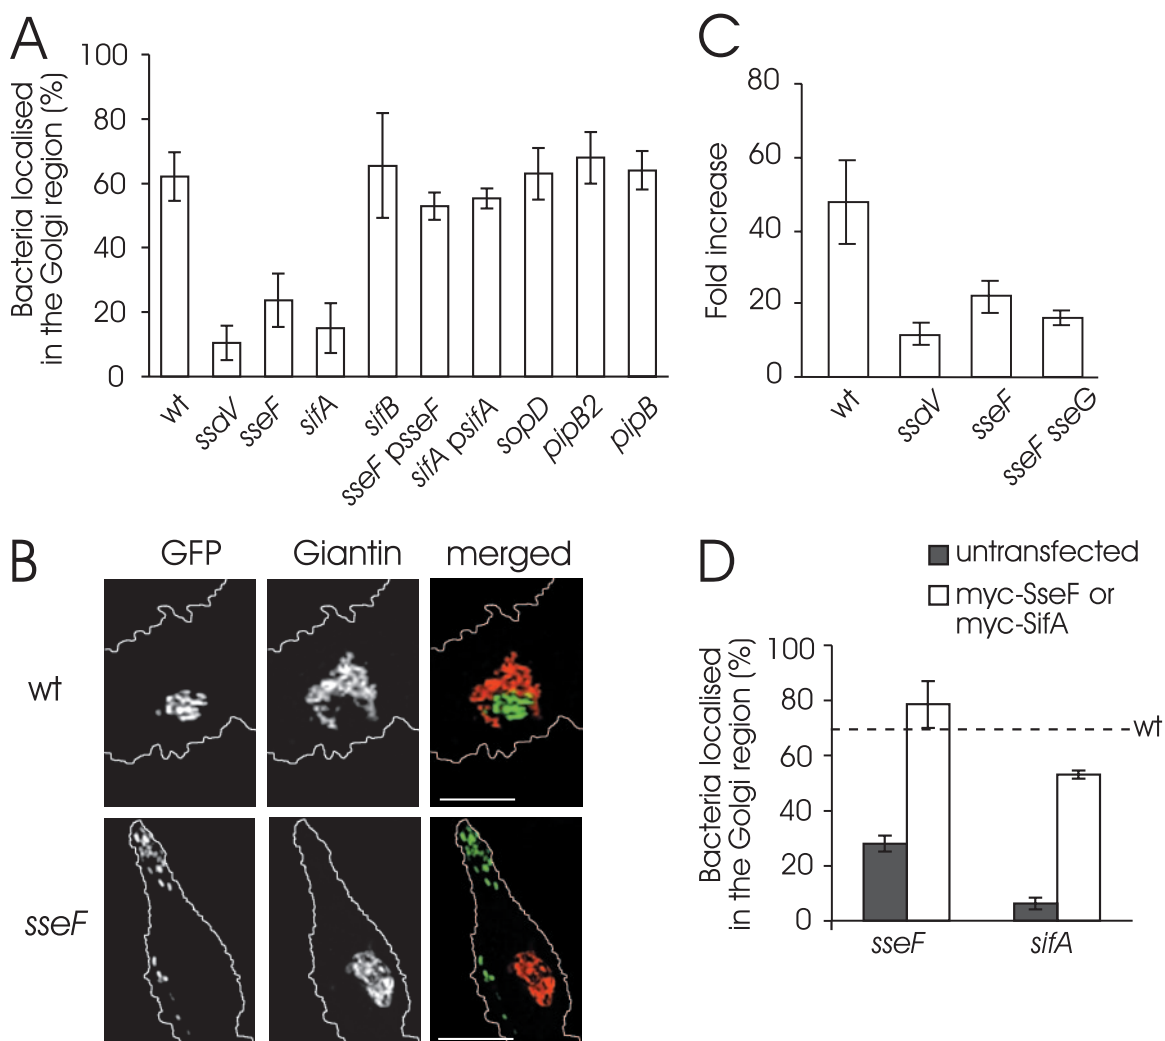 A
Bacteria localised
in the Golgi region (%)
100
80
60
40
20
0
wt
ssaV
sseF
sifA
sifB
sseF psseF
sifA psifA
sopD
pipB2
pipB
C
Fold increase
80
60
40
20
0
wt
ssaV
sseF
sseF sseG
B
GFP Giantin merged
wt
sseF
D
untransfected
myc-SseF or
myc-SifA
Bacteria localised
in the Golgi region (%)
100
80
60
40
20
0
wt
sseF
sifA